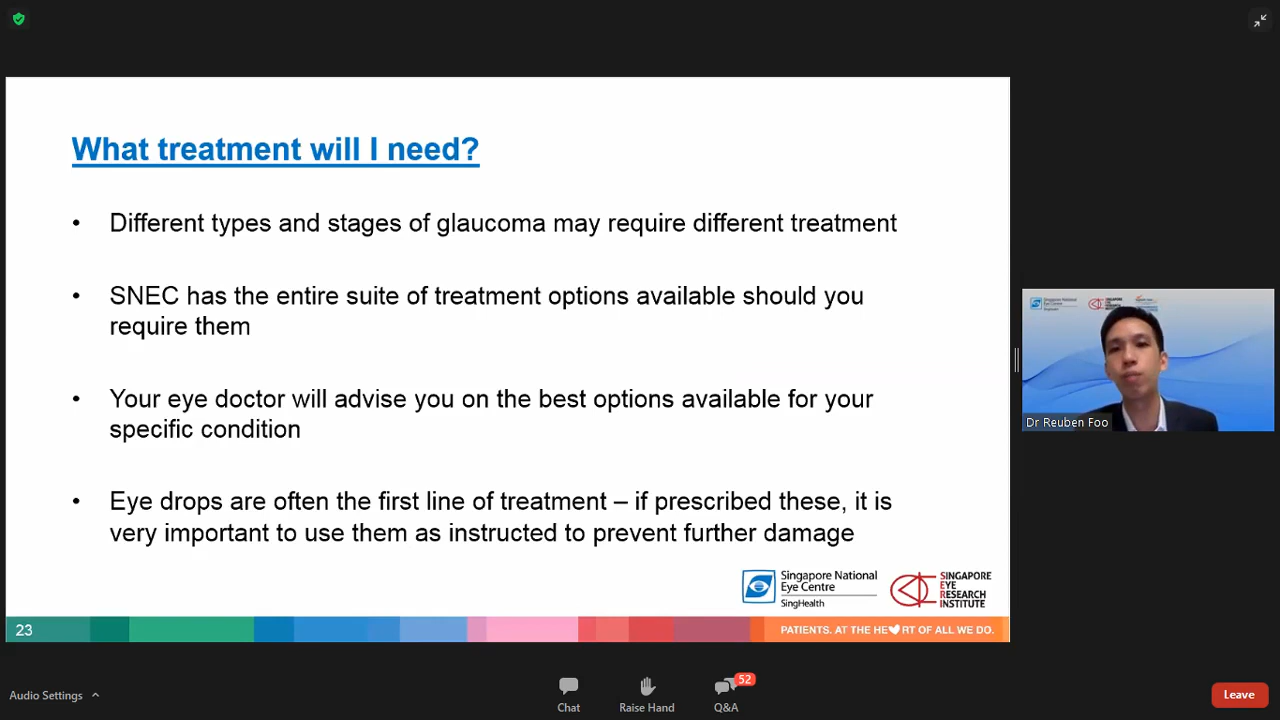 What treatment will I need?
• Different types and stages of glaucoma may require different treatment
• SNEC has the entire suite of treatment options available should you
require them
• Your eye doctor will advise you on the best options available for your
specific condition
• Eye drops are often the first line of treatment – if prescribed these, it is
very important to use them as instructed to prevent further damage
Singapore National
Eye Centre
SingHealth
SINGAPORE
EYE
RESEARCH
INSTITUTE
23
PATIENTS. AT THE HE❤RT OF ALL WE DO.
Singapore National
Eye Centre
Dr Reuben Foo
Audio Settings
Chat
Raise Hand
52
Q&A
Leave